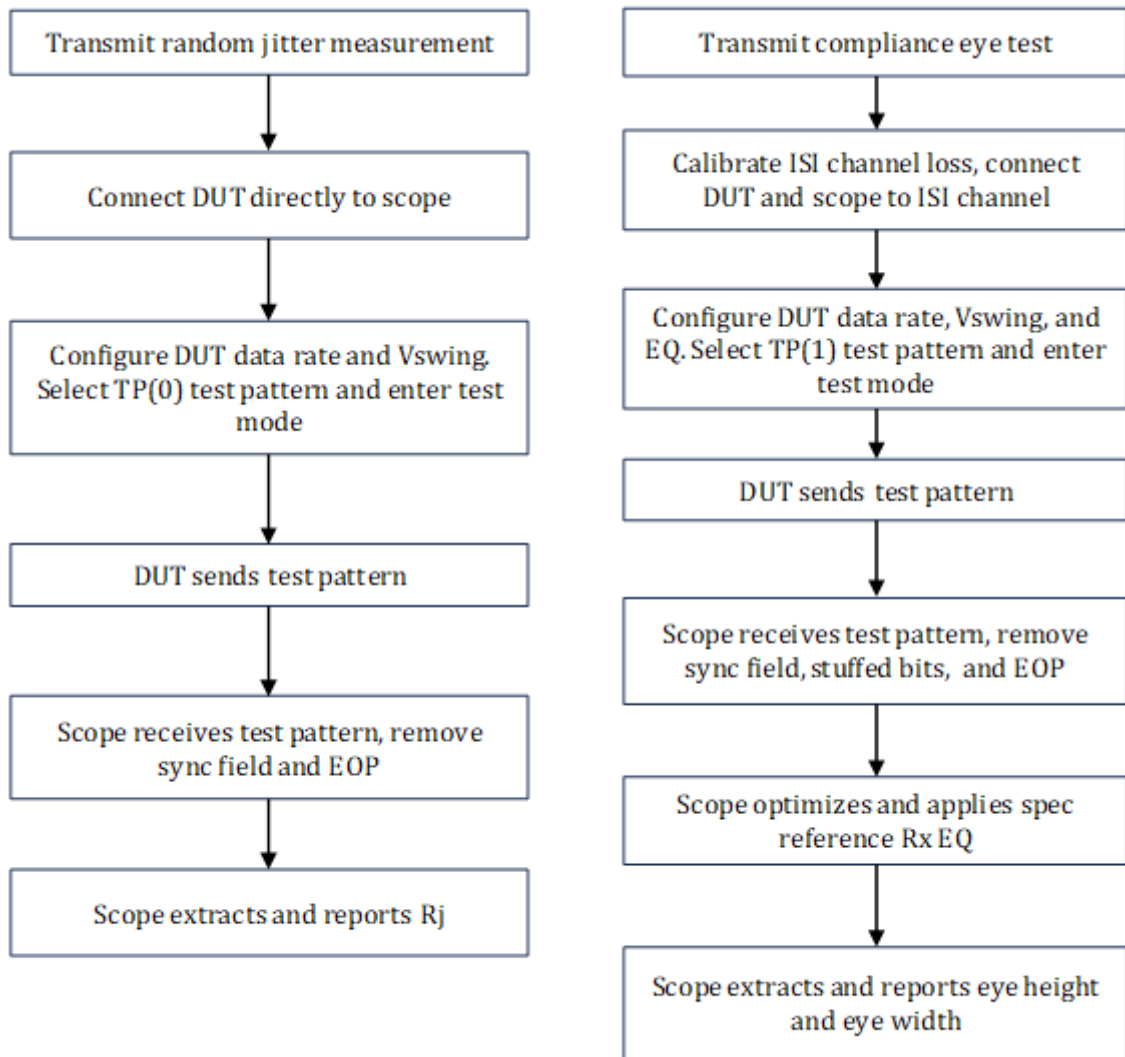 Transmit random jitter measurement
Connect DUT directly to scope
Configure DUT data rate and Vswing.
Select TP(0) test pattern and enter test
mode
DUT sends test pattern
Scope receives test pattern, remove
sync field and EOP
Scope extracts and reports Rj
Transmit compliance eye test
Calibrate ISI channel loss, connect
DUT and scope to ISI channel
Configure DUT data rate, Vswing, and
EQ. Select TP(1) test pattern and enter
test mode
DUT sends test pattern
Scope receives test pattern, remove
sync field, stuffed bits, and EOP
Scope optimizes and applies spec
reference Rx EQ
Scope extracts and reports eye height
and eye width